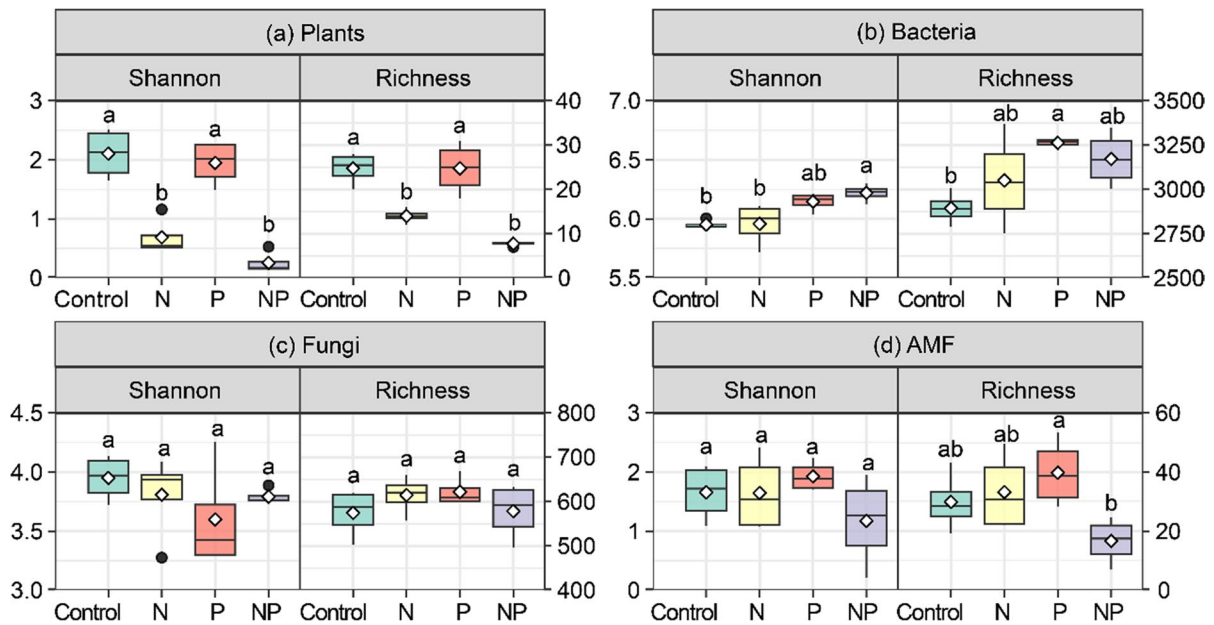 (a) Plants
Shannon Richness
3 2 1 0
a b a b
a b a b
40 30 20 10 0
Control N P NP Control N P NP
(b) Bacteria
Shannon Richness
7.0 6.5 6.0 5.5
b b ab a
b ab a ab
3500 3250 3000 2750 2500
Control N P NP Control N P NP
(c) Fungi
Shannon Richness
4.5 4.0 3.5 3.0
a a a a
a a a a
800 700 600 500 400
Control N P NP Control N P NP
(d) AMF
Shannon Richness
3 2 1 0
a a a a
ab ab a b
60 40 20 0
Control N P NP Control N P NP